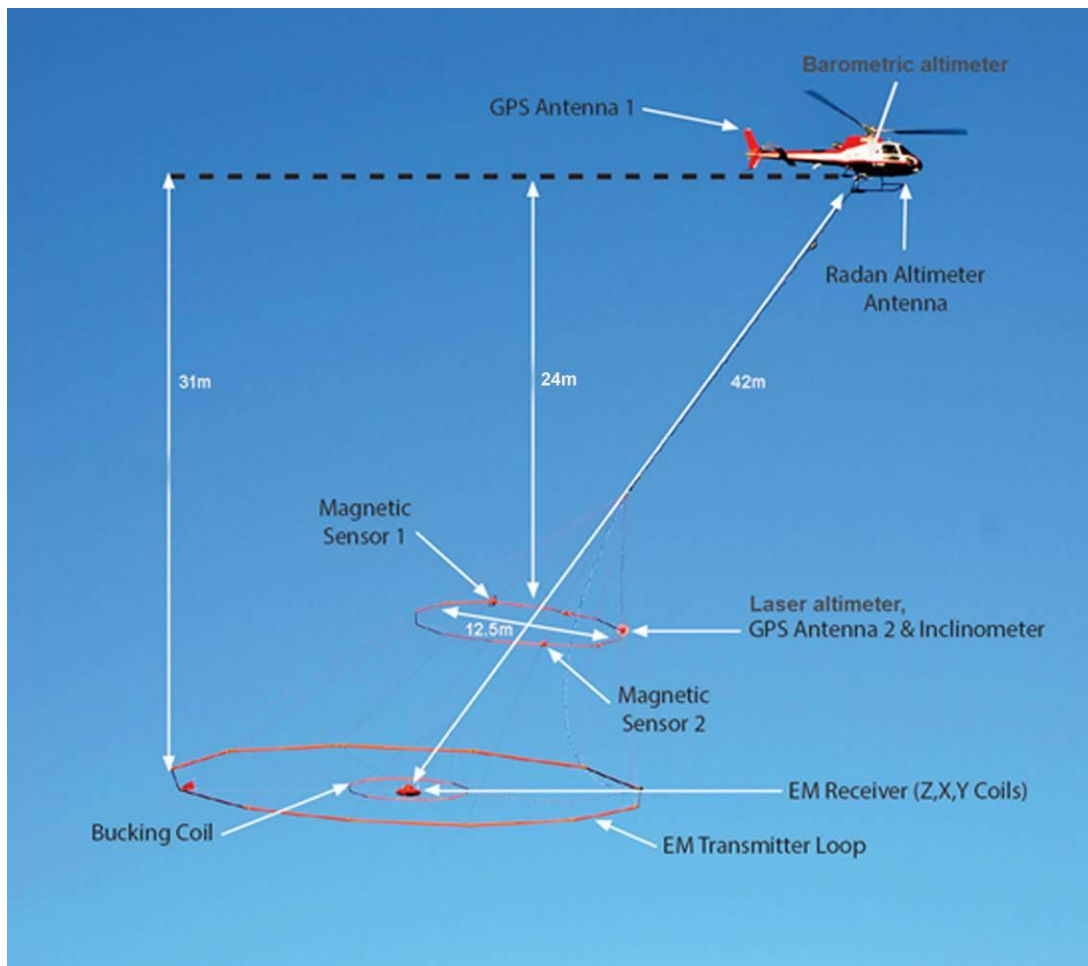 Barometric altimeter
GPS Antenna 1
Radan Altimeter
Antenna
31m
24m
42m
Magnetic
Sensor 1
12.5m
Laser altimeter,
GPS Antenna 2 & Inclinometer
Magnetic
Sensor 2
EM Receiver (Z,X,Y Coils)
Bucking Coil
EM Transmitter Loop